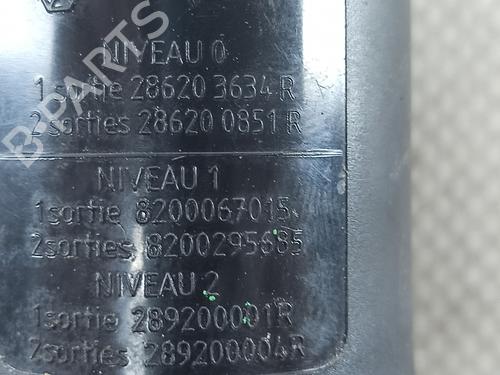 NIVEAU 0
1 sortie 28620 3634 R
2 sorties 28620 0851 R
NIVEAU 1
1sortie 8200067015
2sorties 8200295685
NIVEAU 2
1sortie 289200001R
2sorties 289200004R
B-PARTS